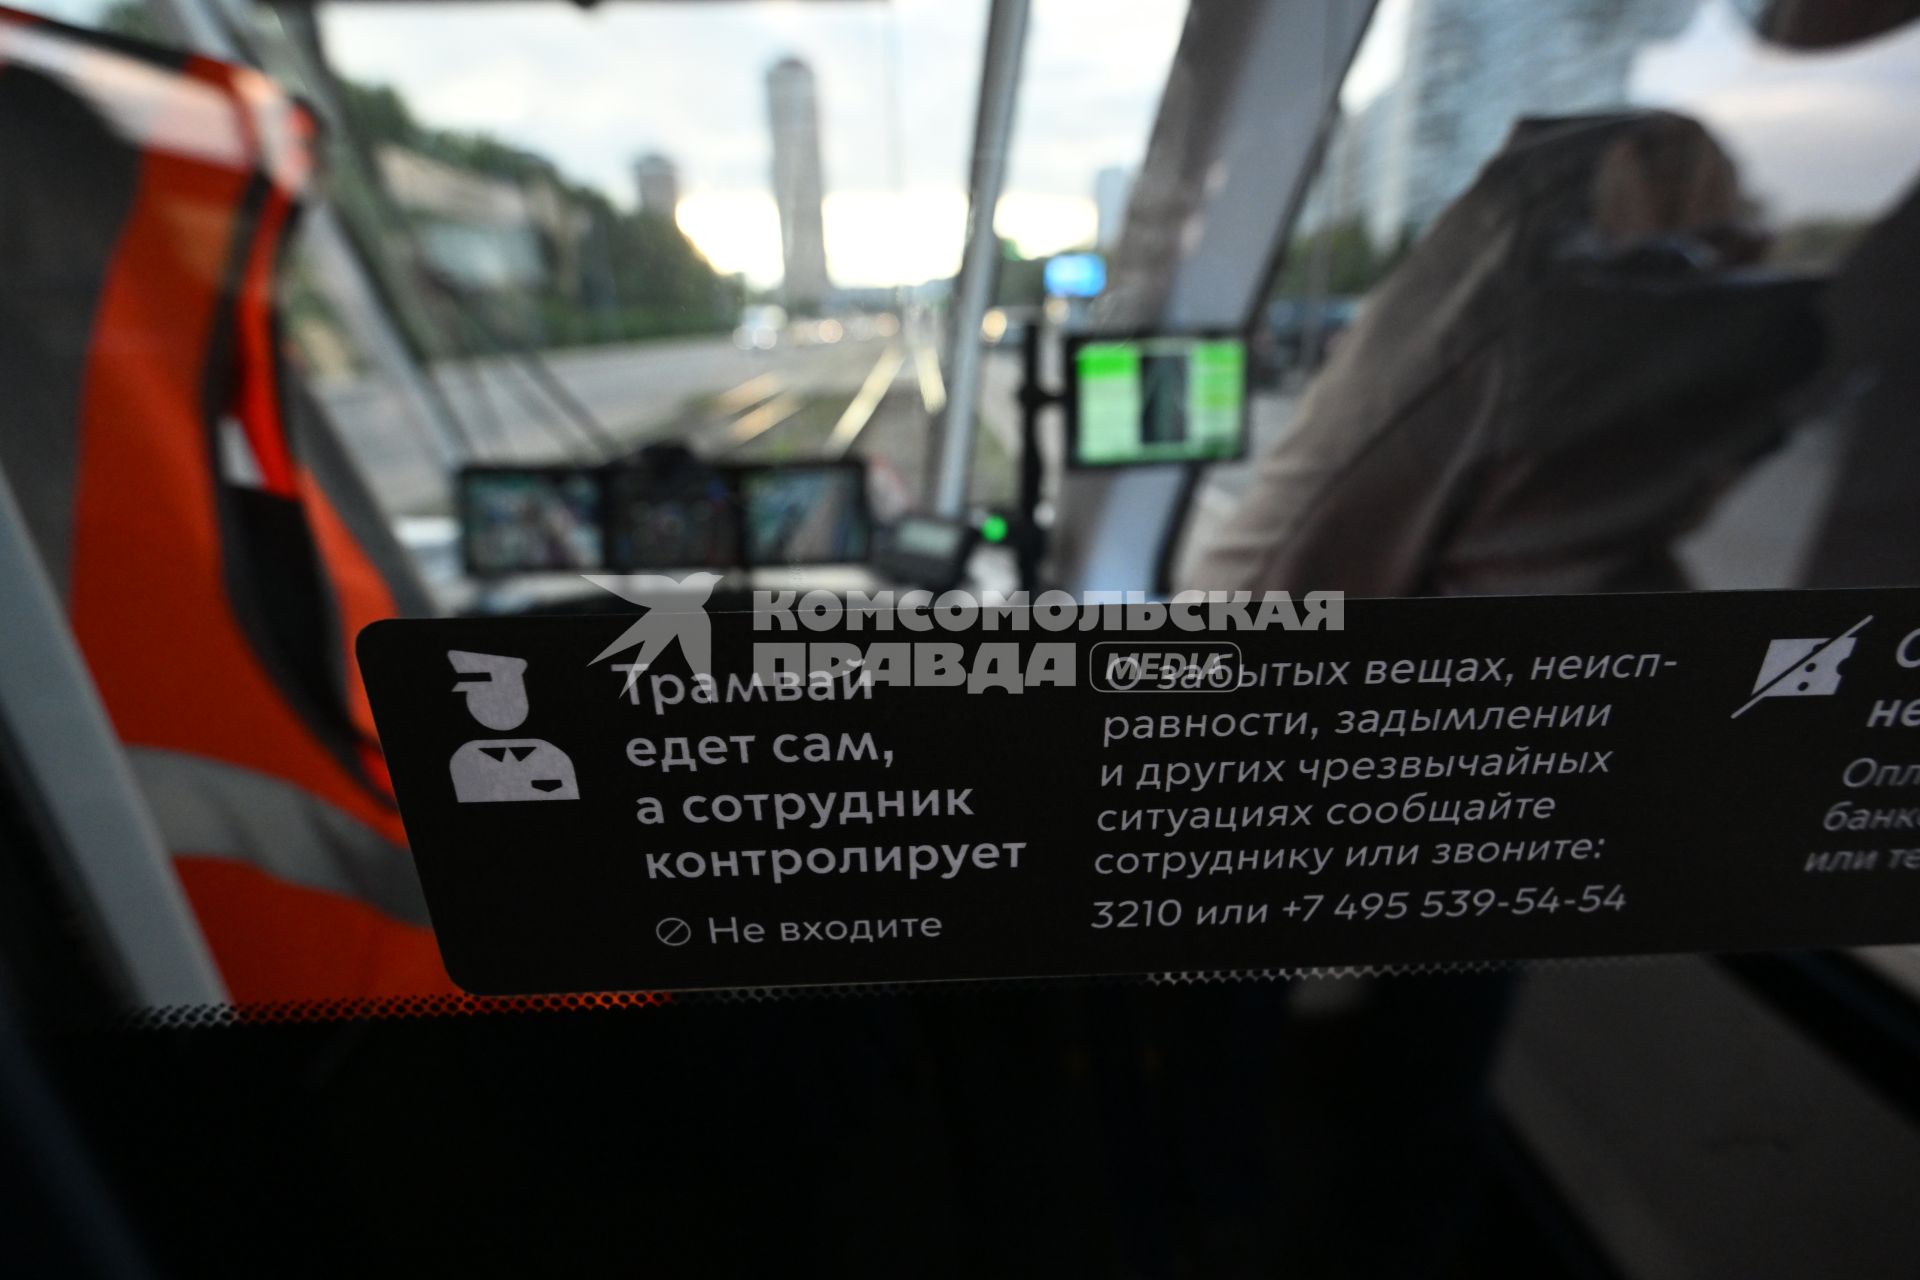 КОМСОМОЛЬСКАЯ
ПРАВДА MEDIA
Трамвай
едет сам,
а сотрудник
контролирует
Не входите
О забытых вещах, неисп-
равности, задымлении
и других чрезвычайных
ситуациях сообщайте
сотруднику или звоните:
3210 или +7 495 539-54-54
или